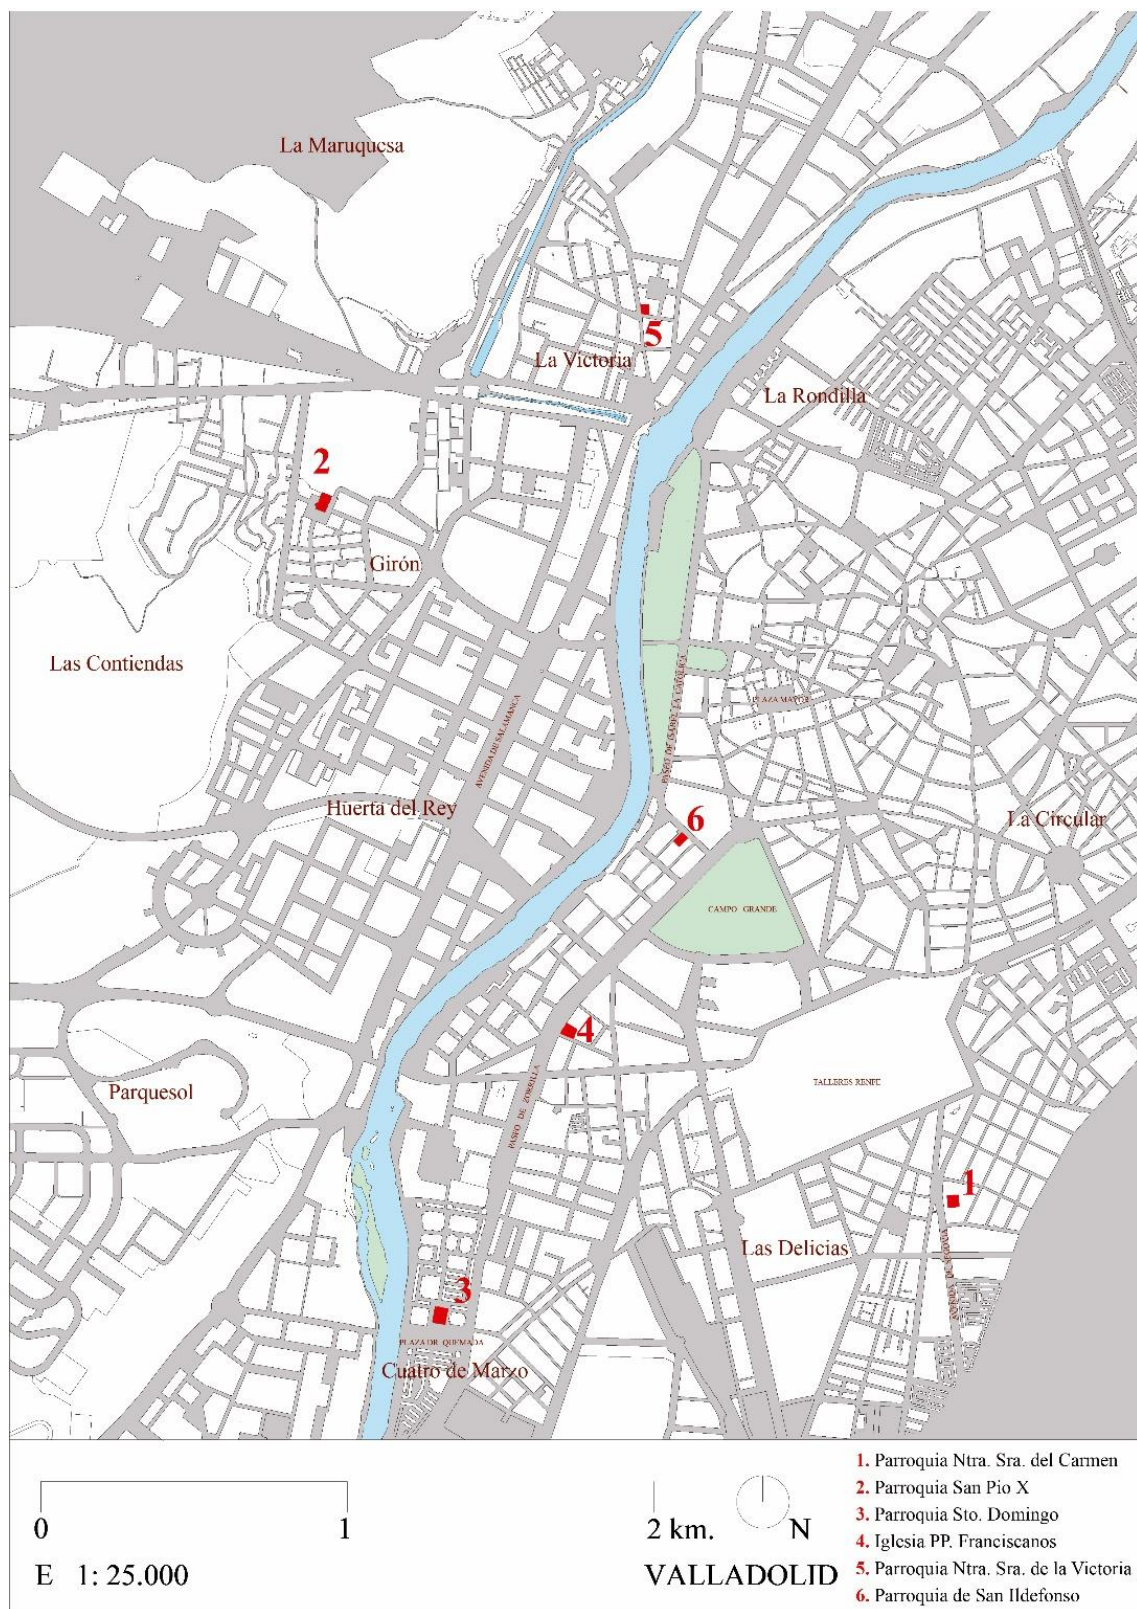 La Maruquesa
5
La Victoria
La Rondilla
2
Girón
Las Contiendas
PASEO DE ISABEL LA CATOLICA
PLAZA MAYOR
AVENIDA DE SALAMANCA
Huerta del Rey
6
La Circular
CAMPO GRANDE
4
PASEO DE ZORRILLA
TALLERES RENFE
Parquesol
1
Las Delicias
AVENIDA DE SEGOVIA
3
PLAZA DR. QUEMADA
Cuatro de Marzo
0
1
2 km.
N
E 1: 25.000
VALLADOLID
1. Parroquia Ntra. Sra. del Carmen
2. Parroquia San Pio X
3. Parroquia Sto. Domingo
4. Iglesia PP. Franciscanos
5. Parroquia Ntra. Sra. de la Victoria
6. Parroquia de San Ildefonso